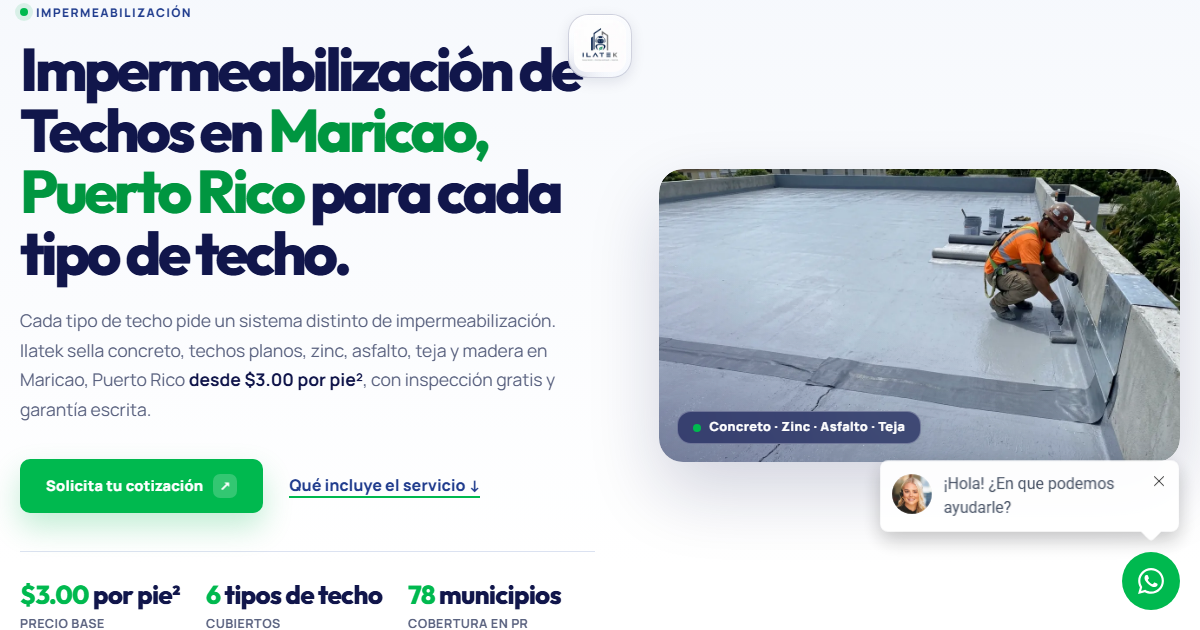 IMPERMEABILIZACIÓN
ILATEK
Impermeabilización de
Techos en Maricao,
Puerto Rico para cada
tipo de techo.
Cada tipo de techo pide un sistema distinto de impermeabilización.
Ilatek sella concreto, techos planos, zinc, asfalto, teja y madera en
Maricao, Puerto Rico desde $3.00 por pie², con inspección gratis y
garantía escrita.
Solicita tu cotización ↗
Qué incluye el servicio ↓
Concreto · Zinc · Asfalto · Teja
¡Hola! ¿En que podemos
ayudarle?
$3.00 por pie²
PRECIO BASE
6 tipos de techo
CUBIERTOS
78 municipios
COBERTURA EN PR